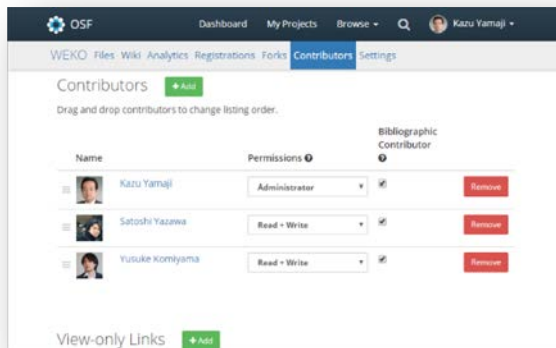 OSF Dashboard My Projects Browse Kazu Yamaji
WEKO Files Wiki Analytics Registrations Forks Contributors Settings
Contributors + Add
Drag and drop contributors to change listing order.
Bibliographic
Contributor
Name Permissions
Kazu Yamaji Administrator Remove
Satoshi Yazawa Read + Write Remove
Yusuke Komiyama Read + Write Remove
View-only Links + Add